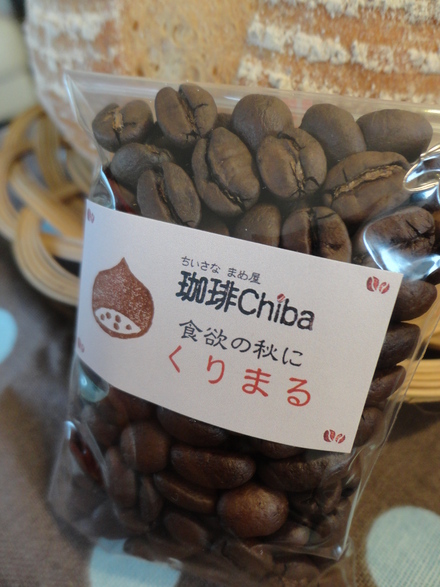 ちいさな まめ屋
珈琲Chiba
食欲の秋に
くりまる